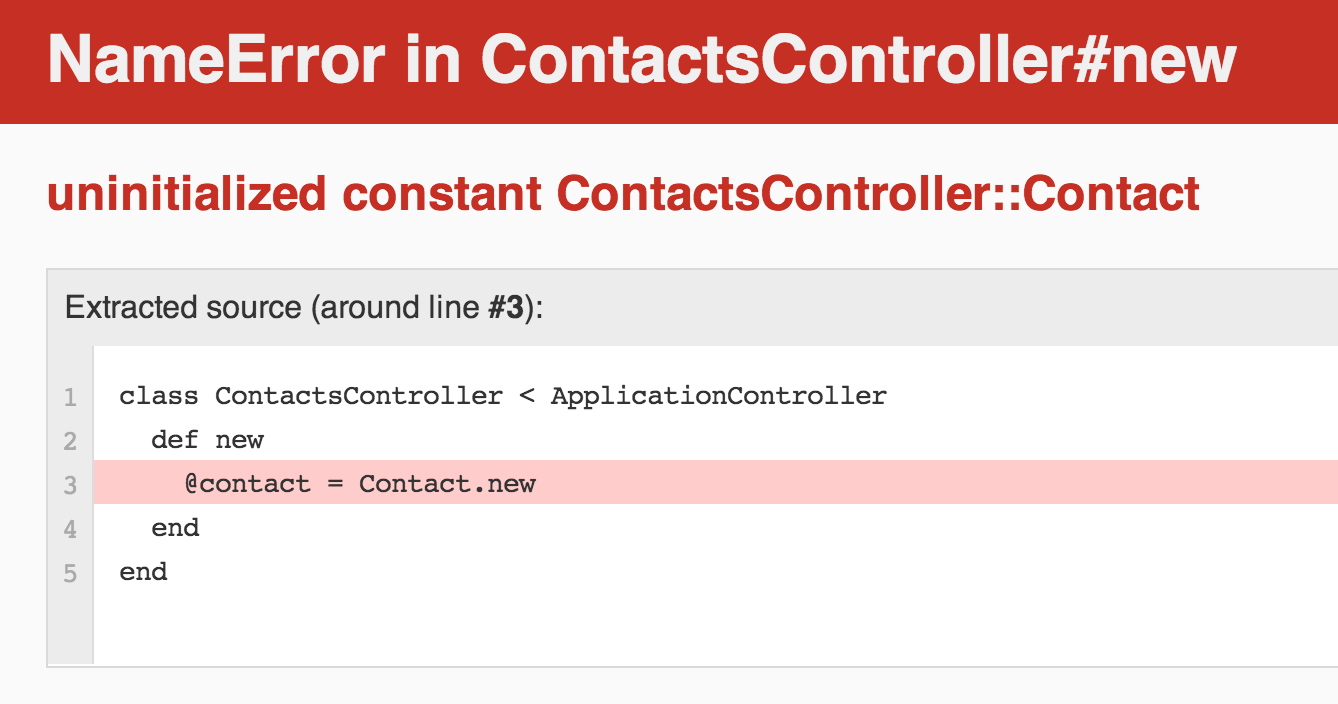 NameError in ContactsController#new
uninitialized constant ContactsController::Contact
Extracted source (around line #3):
1 class ContactsController < ApplicationController
2   def new
3     @contact = Contact.new
4   end
5 end